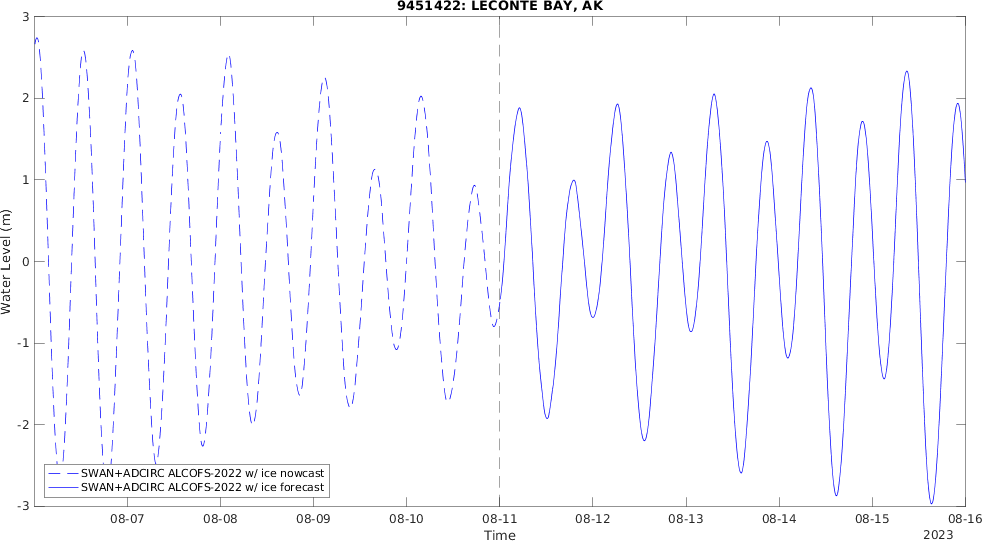 9451422: LECONTE BAY, AK
3
2
1
0
-1
-2
-3
Water Level (m)
SWAN+ADCIRC ALCOFS-2022 w/ ice nowcast
SWAN+ADCIRC ALCOFS-2022 w/ ice forecast
08-07 08-08 08-09 08-10 08-11 08-12 08-13 08-14 08-15 08-16
Time
2023